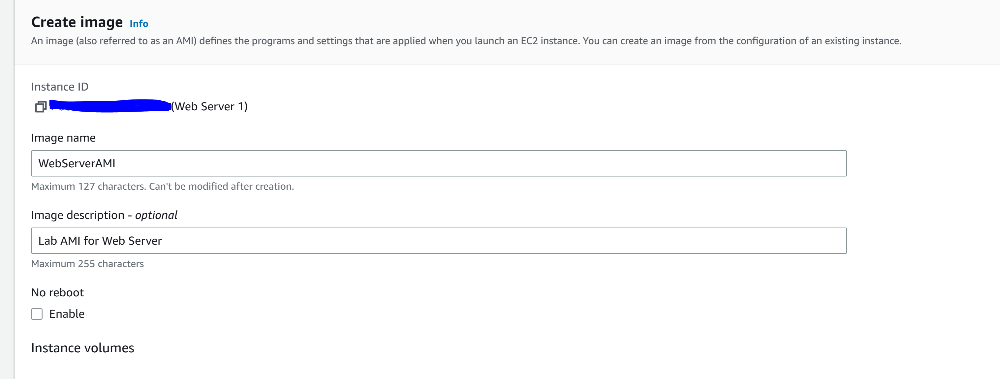 Create image Info
An image (also referred to as an AMI) defines the programs and settings that are applied when you launch an EC2 instance. You can create an image from the configuration of an existing instance.
Instance ID
(Web Server 1)
Image name
WebServerAMI
Maximum 127 characters. Can't be modified after creation.
Image description - optional
Lab AMI for Web Server
Maximum 255 characters
No reboot
Enable
Instance volumes